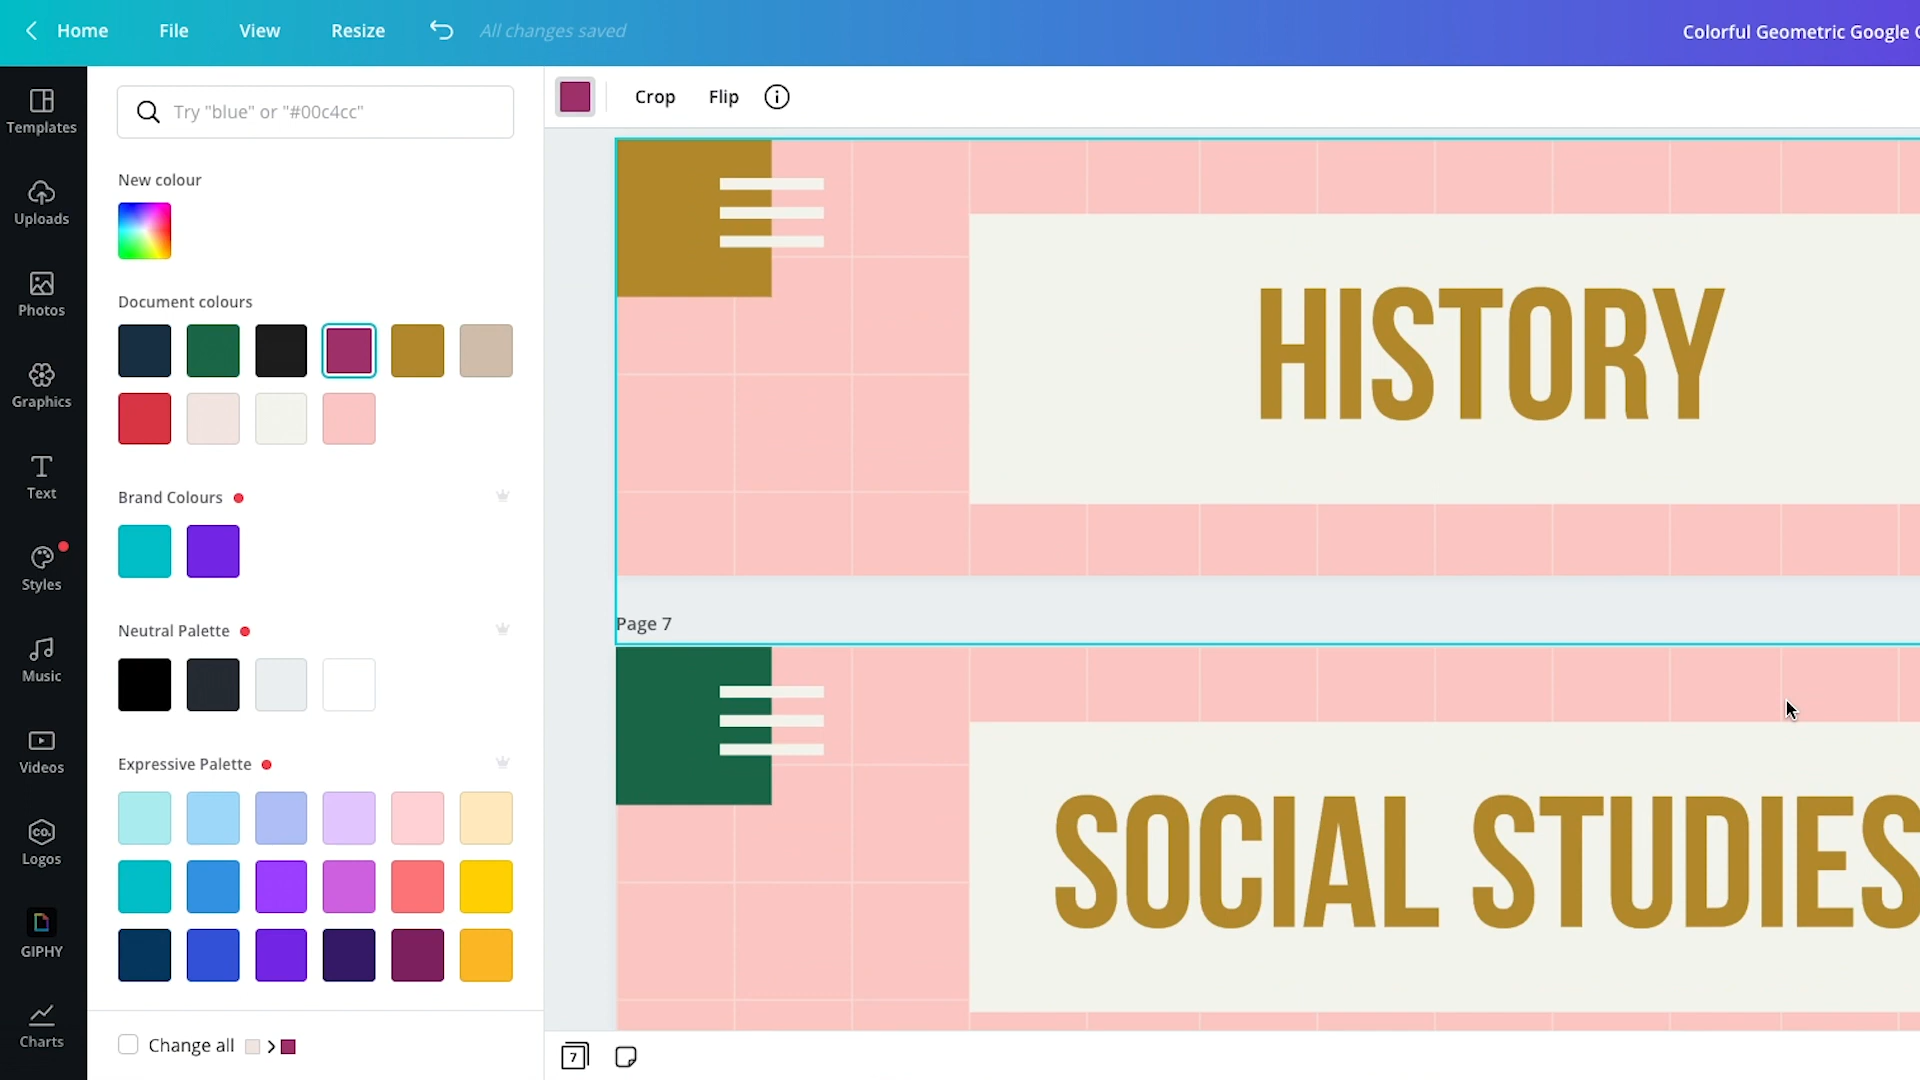 Home File View Resize All changes saved
Colorful Geometric Google
Templates
Uploads
Photos
Graphics
Text
Styles
Music
Videos
CO.
Logos
GIPHY
Charts
Try "blue" or "#00c4cc"
New colour
Document colours
Brand Colours
Neutral Palette
Expressive Palette
Change all
Crop Flip
HISTORY
Page 7
SOCIAL STUDIES
7